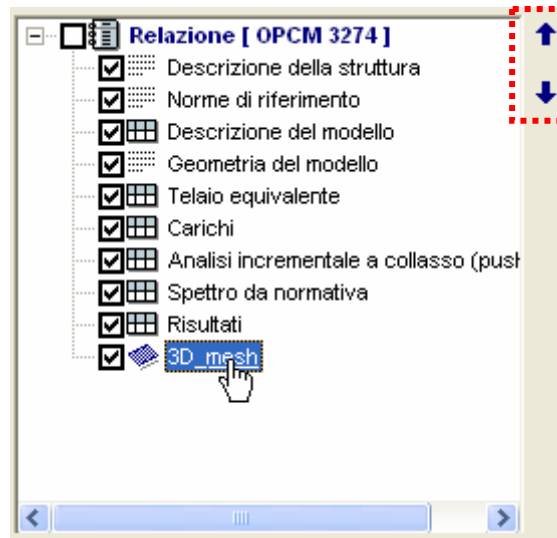 Relazione [ OPCM 3274 ]
Descrizione della struttura
Norme di riferimento
Descrizione del modello
Geometria del modello
Telaio equivalente
Carichi
Analisi incrementale a collasso (push
Spettro da normativa
Risultati
3D_mesh